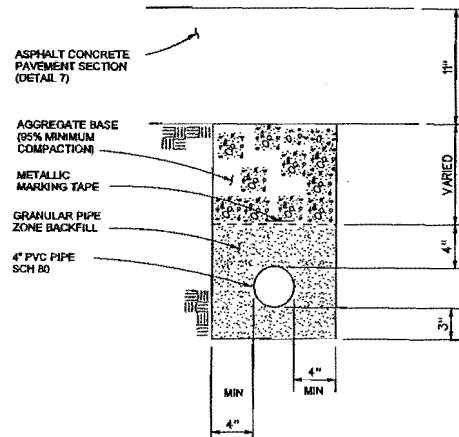 ASPHALT CONCRETE
PAVEMENT SECTION
(DETAIL 7)
AGGREGATE BASE
(95% MINIMUM
COMPACTION)
METALLIC
MARKING TAPE
GRANULAR PIPE
ZONE BACKFILL
4" PVC PIPE
SCH 80
11"
VARIED
4"
3"
MIN
4"
4"
MIN